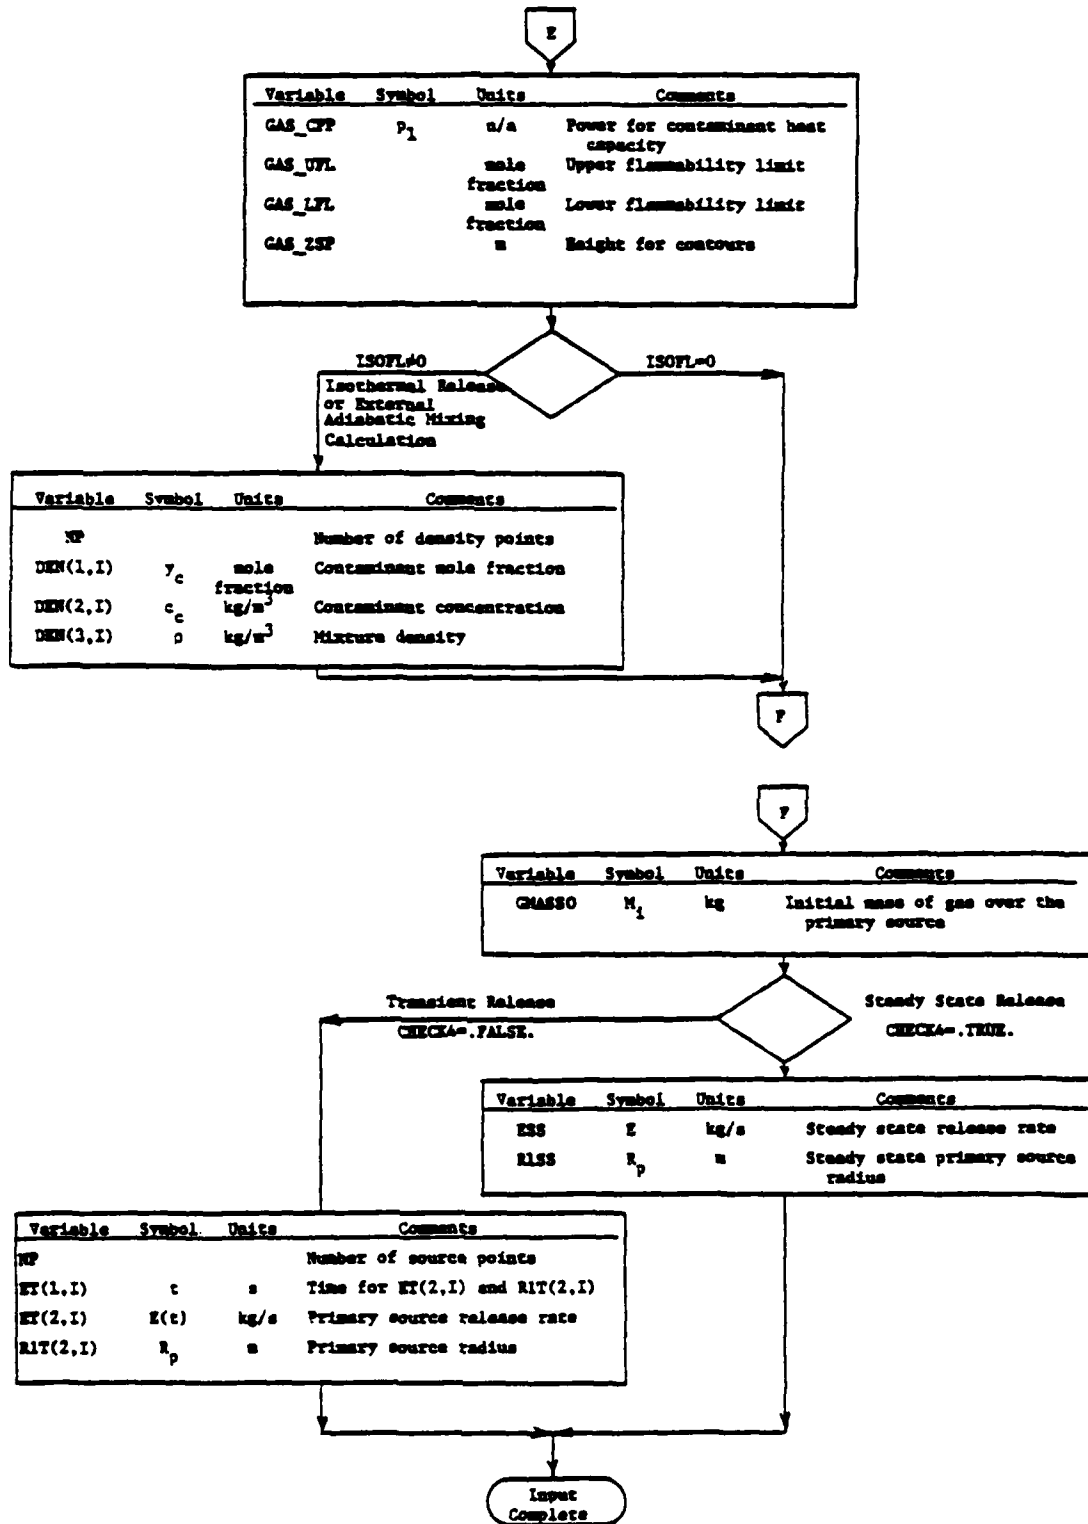 E
Variable Symbol Units Comments
GAS_CPP P1 n/a Power for contaminant heat
capacity
GAS_UFL mole Upper flammability limit
fraction
GAS_LFL mole Lower flammability limit
fraction
GAS_ZSP m Height for contours
ISOFL≠0 ISOFL=0
Isothermal Release
or External
Adiabatic Mixing
Calculation
Variable Symbol Units Comments
NP Number of density points
DEN(1,I) yc mole Contaminant mole fraction
fraction
DEN(2,I) cc kg/m3 Contaminant concentration
DEN(3,I) ρ kg/m3 Mixture density
F
F
Variable Symbol Units Comments
GMASSO Mi kg Initial mass of gas over the
primary source
Transient Release Steady State Release
CHECK4=.FALSE. CHECK4=.TRUE.
Variable Symbol Units Comments
ESS E kg/s Steady state release rate
R1SS Rp m Steady state primary source
radius
Variable Symbol Units Comments
NP Number of source points
ET(1,I) t s Time for ET(2,I) and R1T(2,I)
ET(2,I) E(t) kg/s Primary source release rate
R1T(2,I) Rp m Primary source radius
Input
Complete